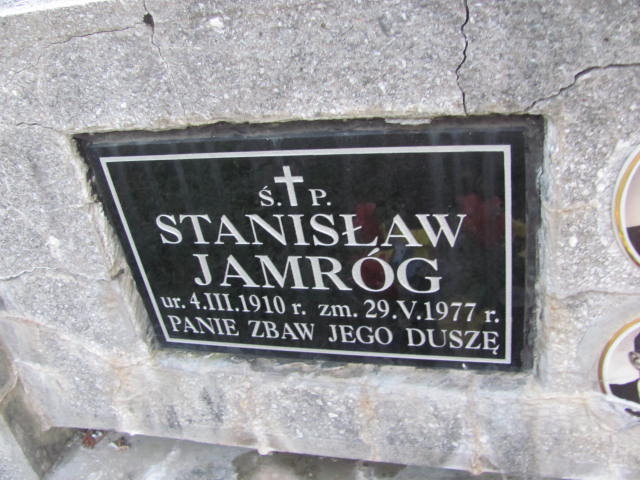 Ś. P.
STANISŁAW
JAMRÓG
ur. 4.III.1910 r. zm. 29.V.1977 r.
PANIE ZBAW JEGO DUSZĘ